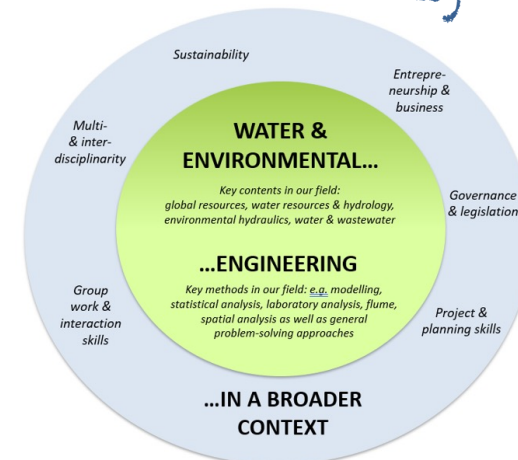 Sustainability
Entrepre-
neurship &
business
Multi-
& inter-
disciplinarity
WATER &
ENVIRONMENTAL...
Key contents in our field:
global resources, water resources & hydrology,
environmental hydraulics, water & wastewater
Governance
& legislation
...ENGINEERING
Key methods in our field: e.g. modelling,
statistical analysis, laboratory analysis, flume,
spatial analysis as well as general
problem-solving approaches
Group
work &
interaction
skills
Project &
planning skills
...IN A BROADER
CONTEXT